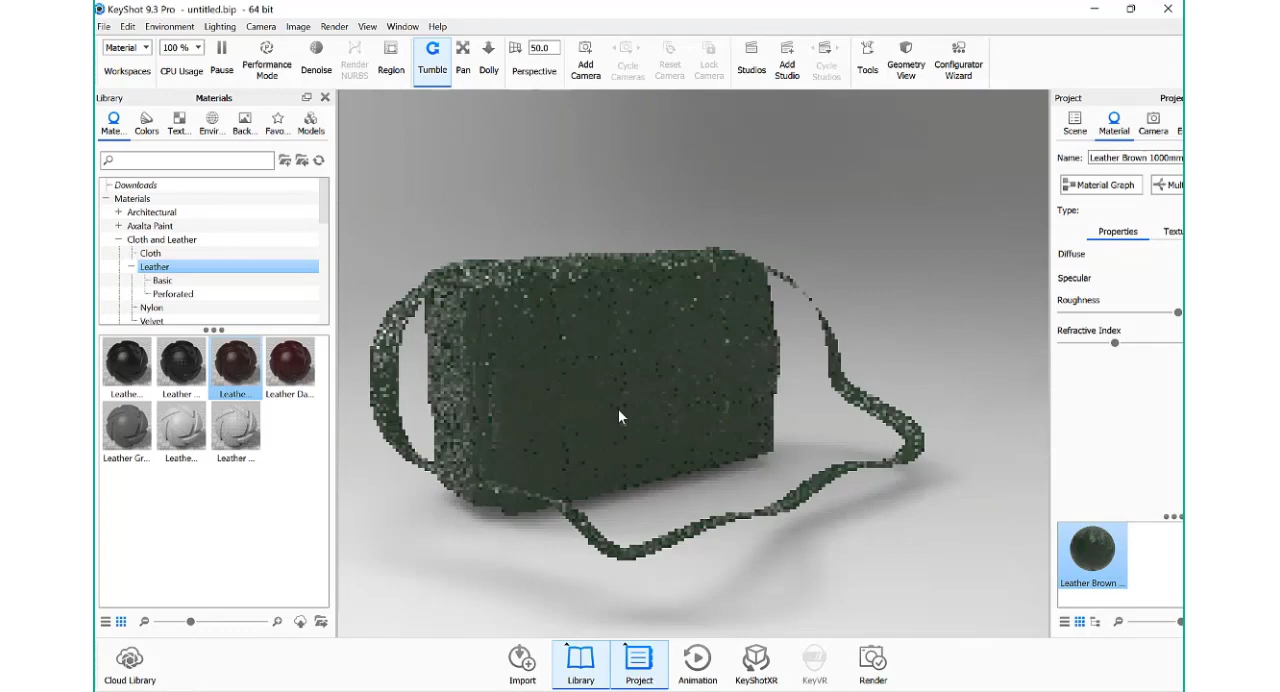 KeyShot 9.3 Pro - untitled.bip - 64 bit
File Edit Environment Lighting Camera Image Render View Window Help
Material 100 % 50.0
Workspaces CPU Usage Pause Performance Mode Denoise Render NURBS Region Tumble Pan Dolly Perspective Add Camera Cycle Cameras Reset Camera Lock Camera Studios Add Studio Cycle Studios Tools Geometry View Configurator Wizard
Library Materials
Mate... Colors Text... Envir... Back... Favo... Models
Downloads
Materials
Architectural
Axalta Paint
Cloth and Leather
Cloth
Leather
Basic
Perforated
Nylon
Velvet
Leathe... Leather ... Leathe... Leather Da...
Leather Gr... Leathe... Leather ...
Project Projec
Scene Material Camera E
Name: Leather Brown 1000mm
Material Graph Mult
Type:
Properties Textu
Diffuse
Specular
Roughness
Refractive Index
Leather Brown ...
Cloud Library Import Library Project Animation KeyShotXR KeyVR Render